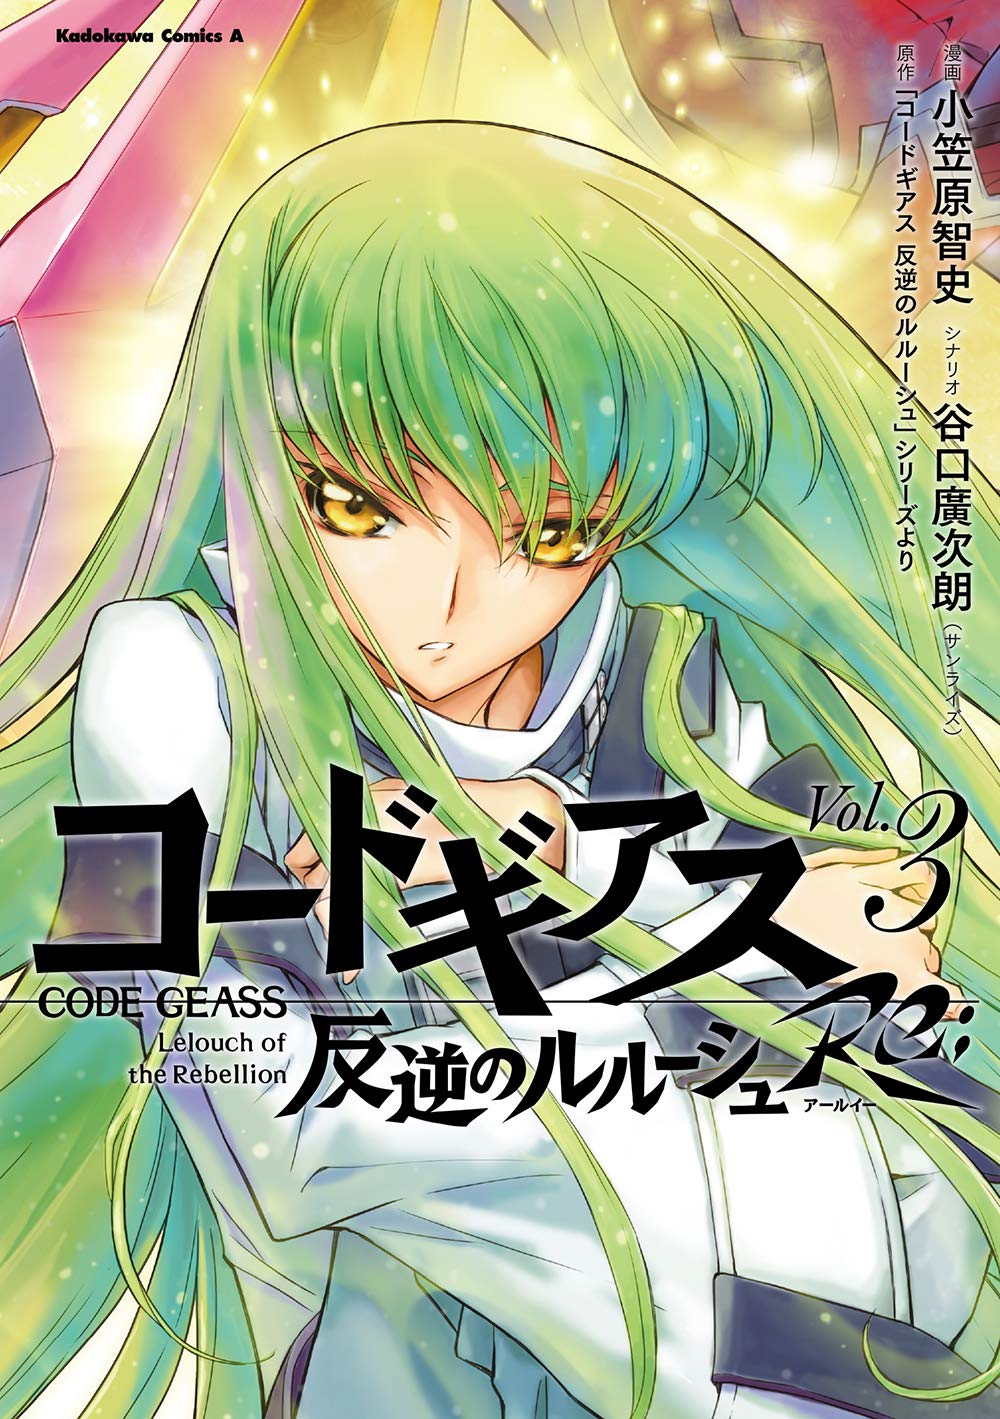 Kadokawa Comics A
漫画 小笠原智史 シナリオ 谷口廣次朗(サンライズ)
原作「コードギアス 反逆のルルーシュ」シリーズより
Vol.3
コードギアス
CODE GEASS
Lelouch of
the Rebellion
反逆のルルーシュ Re;
アールイー